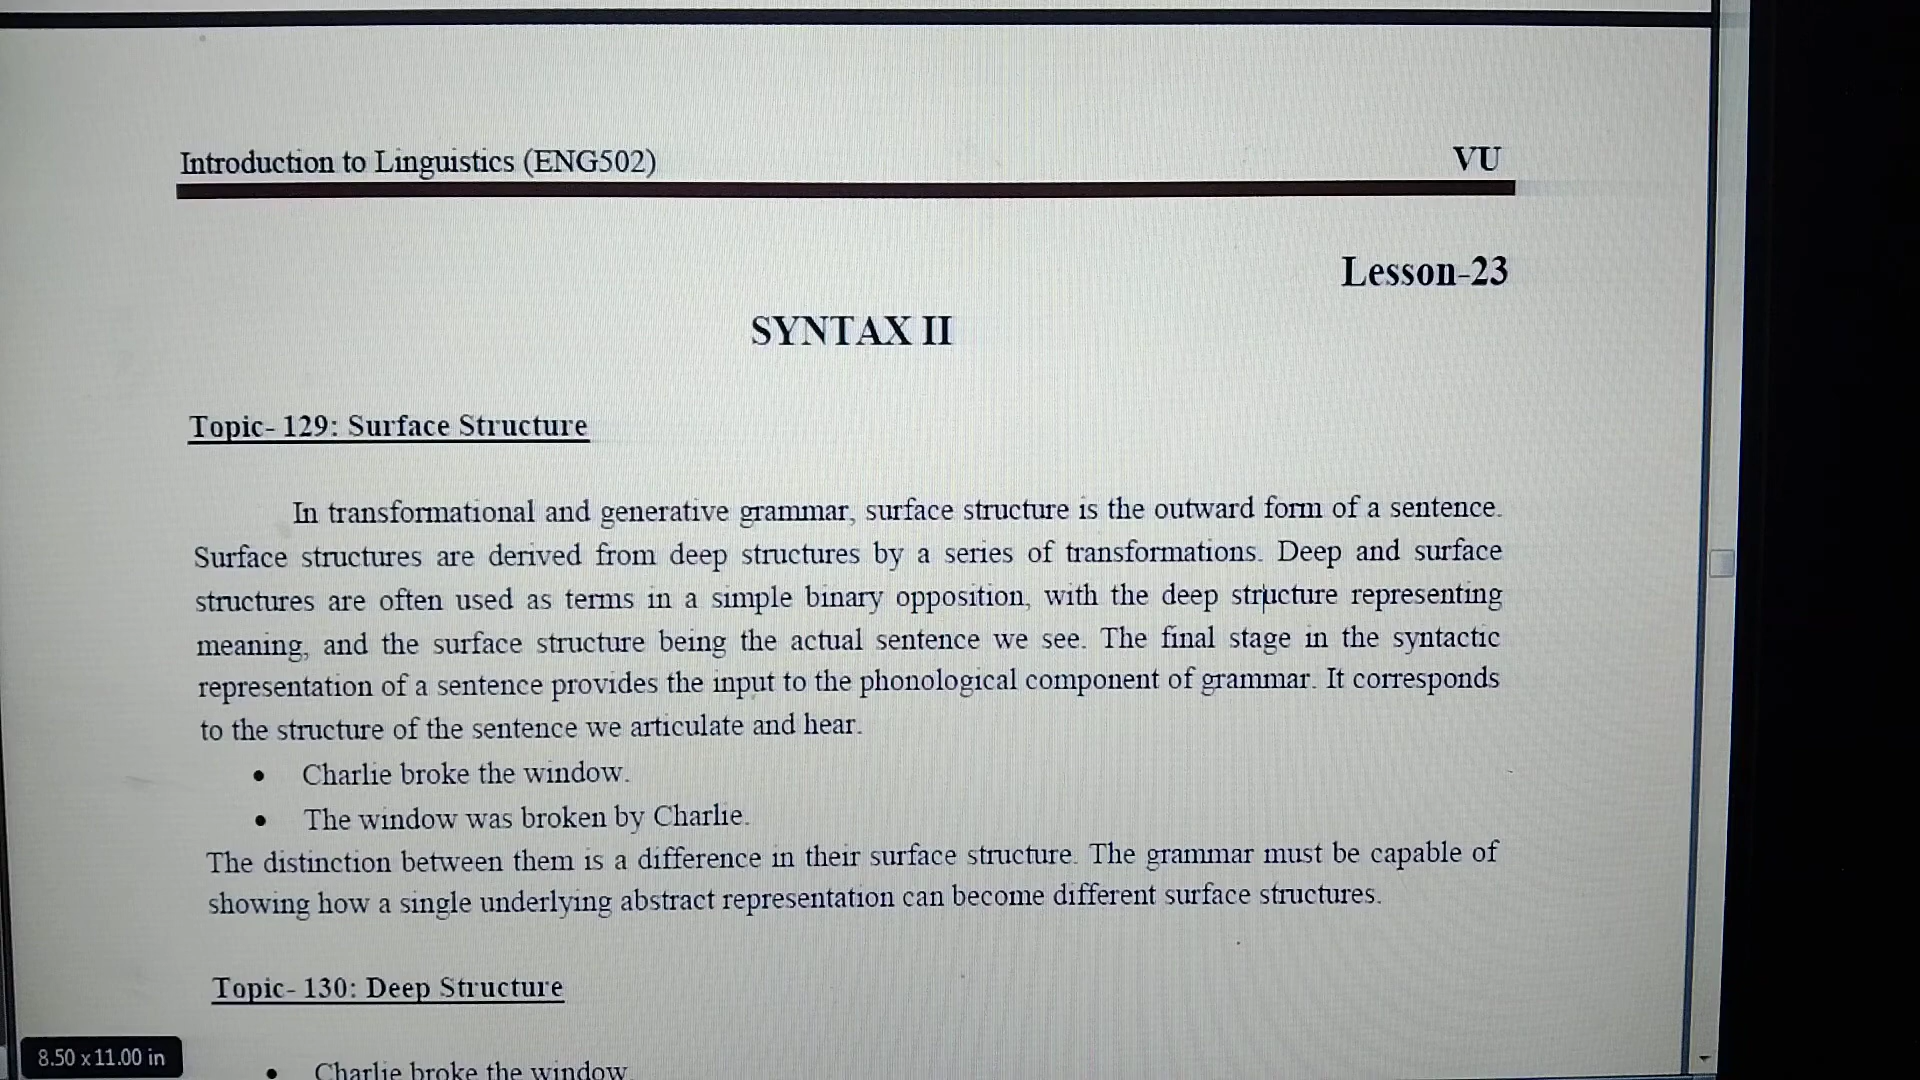 Introduction to Linguistics (ENG502)
VU
Lesson-23
SYNTAX II
Topic- 129: Surface Structure
In transformational and generative grammar, surface structure is the outward form of a sentence.
Surface structures are derived from deep structures by a series of transformations. Deep and surface
structures are often used as terms in a simple binary opposition, with the deep structure representing
meaning, and the surface structure being the actual sentence we see. The final stage in the syntactic
representation of a sentence provides the input to the phonological component of grammar. It corresponds
to the structure of the sentence we articulate and hear.
• Charlie broke the window.
• The window was broken by Charlie.
The distinction between them is a difference in their surface structure. The grammar must be capable of
showing how a single underlying abstract representation can become different surface structures.
Topic- 130: Deep Structure
• Charlie broke the window
8.50 x 11.00 in